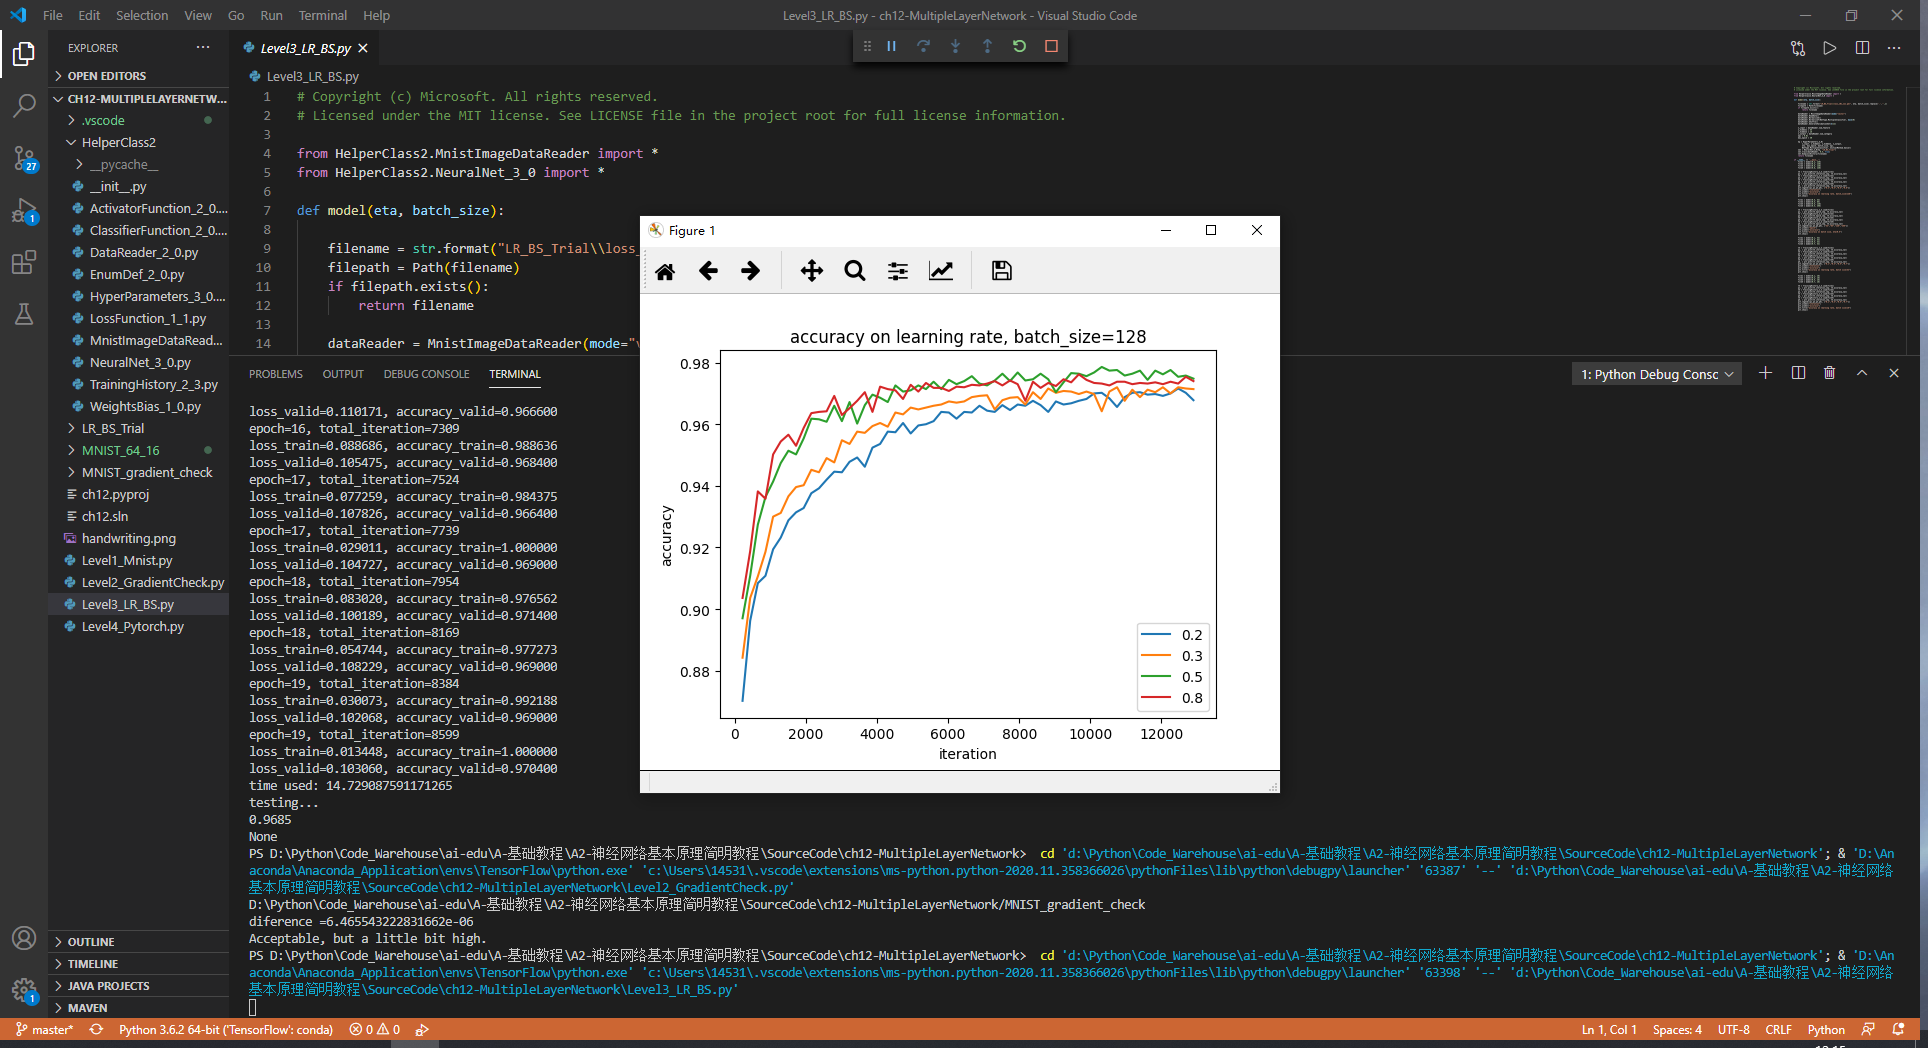 File Edit Selection View Go Run Terminal Help
Level3_LR_BS.py - ch12-MultipleLayerNetwork - Visual Studio Code
EXPLORER
OPEN EDITORS
CH12-MULTIPLELAYERNETW...
.vscode
HelperClass2
__pycache__
__init__.py
ActivatorFunction_2_0....
ClassifierFunction_2_0....
DataReader_2_0.py
EnumDef_2_0.py
HyperParameters_3_0....
LossFunction_1_1.py
MnistImageDataRead...
NeuralNet_3_0.py
TrainingHistory_2_3.py
WeightsBias_1_0.py
LR_BS_Trial
MNIST_64_16
MNIST_gradient_check
ch12.pyproj
ch12.sln
handwriting.png
Level1_Mnist.py
Level2_GradientCheck.py
Level3_LR_BS.py
Level4_Pytorch.py
OUTLINE
TIMELINE
JAVA PROJECTS
MAVEN
27
1
1
Level3_LR_BS.py
Level3_LR_BS.py
1 # Copyright (c) Microsoft. All rights reserved.
2 # Licensed under the MIT license. See LICENSE file in the project root for full license information.
3
4 from HelperClass2.MnistImageDataReader import *
5 from HelperClass2.NeuralNet_3_0 import *
6
7 def model(eta, batch_size):
8
9 filename = str.format("LR_BS_Trial\\loss_
10 filepath = Path(filename)
11 if filepath.exists():
12 return filename
13
14 dataReader = MnistImageDataReader(mode="
PROBLEMS OUTPUT DEBUG CONSOLE TERMINAL
1: Python Debug Consc
loss_valid=0.110171, accuracy_valid=0.966600
epoch=16, total_iteration=7309
loss_train=0.088686, accuracy_train=0.988636
loss_valid=0.105475, accuracy_valid=0.968400
epoch=17, total_iteration=7524
loss_train=0.077259, accuracy_train=0.984375
loss_valid=0.107826, accuracy_valid=0.966400
epoch=17, total_iteration=7739
loss_train=0.029011, accuracy_train=1.000000
loss_valid=0.104727, accuracy_valid=0.969000
epoch=18, total_iteration=7954
loss_train=0.083020, accuracy_train=0.976562
loss_valid=0.100189, accuracy_valid=0.971400
epoch=18, total_iteration=8169
loss_train=0.054744, accuracy_train=0.977273
loss_valid=0.108229, accuracy_valid=0.969000
epoch=19, total_iteration=8384
loss_train=0.030073, accuracy_train=0.992188
loss_valid=0.102068, accuracy_valid=0.969000
epoch=19, total_iteration=8599
loss_train=0.013448, accuracy_train=1.000000
loss_valid=0.103060, accuracy_valid=0.970400
time used: 14.729087591171265
testing...
0.9685
None
PS D:\Python\Code_Warehouse\ai-edu\A-基础教程\A2-神经网络基本原理简明教程\SourceCode\ch12-MultipleLayerNetwork> cd 'd:\Python\Code_Warehouse\ai-edu\A-基础教程\A2-神经网络基本原理简明教程\SourceCode\ch12-MultipleLayerNetwork'; & 'D:\An
aconda\Anaconda_Application\envs\TensorFlow\python.exe' 'c:\Users\14531\.vscode\extensions\ms-python.python-2020.11.358366026\pythonFiles\lib\python\debugpy\launcher' '63387' '--' 'd:\Python\Code_Warehouse\ai-edu\A-基础教程\A2-神经网络
基本原理简明教程\SourceCode\ch12-MultipleLayerNetwork\Level2_GradientCheck.py'
D:\Python\Code_Warehouse\ai-edu\A-基础教程\A2-神经网络基本原理简明教程\SourceCode\ch12-MultipleLayerNetwork/MNIST_gradient_check
diference =6.465543222831662e-06
Acceptable, but a little bit high.
PS D:\Python\Code_Warehouse\ai-edu\A-基础教程\A2-神经网络基本原理简明教程\SourceCode\ch12-MultipleLayerNetwork> cd 'd:\Python\Code_Warehouse\ai-edu\A-基础教程\A2-神经网络基本原理简明教程\SourceCode\ch12-MultipleLayerNetwork'; & 'D:\An
aconda\Anaconda_Application\envs\TensorFlow\python.exe' 'c:\Users\14531\.vscode\extensions\ms-python.python-2020.11.358366026\pythonFiles\lib\python\debugpy\launcher' '63398' '--' 'd:\Python\Code_Warehouse\ai-edu\A-基础教程\A2-神经网络
基本原理简明教程\SourceCode\ch12-MultipleLayerNetwork\Level3_LR_BS.py'
Figure 1
accuracy on learning rate, batch_size=128
0.98
0.96
0.94
0.92
0.90
0.88
accuracy
0.2
0.3
0.5
0.8
0 2000 4000 6000 8000 10000 12000
iteration
master* Python 3.6.2 64-bit ('TensorFlow': conda) 0 0
Ln 1, Col 1 Spaces: 4 UTF-8 CRLF Python